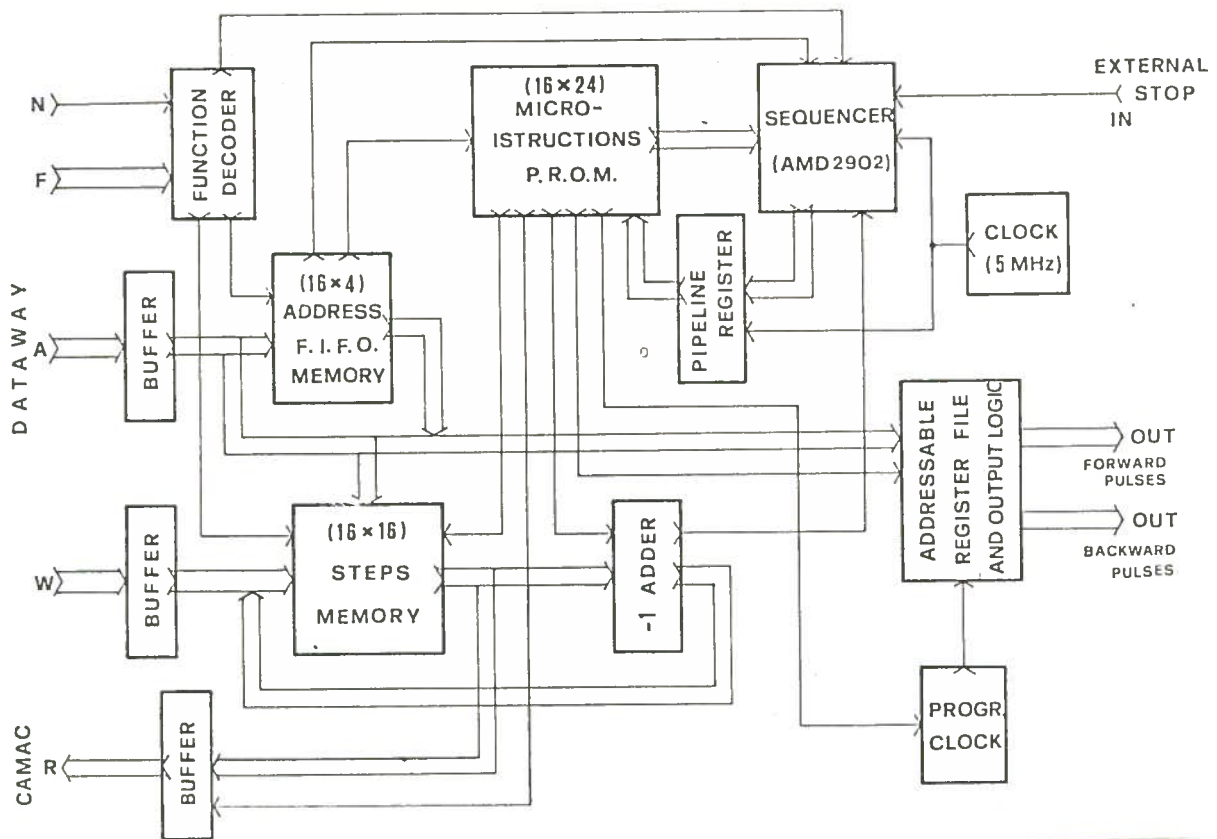 N
F
FUNCTION
DECODER
(16×24)
MICRO-
ISTRUCTIONS
P.R.O.M.
SEQUENCER
(AMD 2902)
EXTERNAL
STOP
IN
CLOCK
(5 MHz)
PIPELINE
REGISTER
DATAWAY
A
BUFFER
(16×4)
ADDRESS
F.I.F.O.
MEMORY
ADDRESSABLE
REGISTER FILE
AND OUTPUT LOGIC
OUT
FORWARD
PULSES
OUT
BACKWARD
PULSES
W
BUFFER
(16×16)
STEPS
MEMORY
-1 ADDER
PROGR.
CLOCK
CAMAC
R
BUFFER